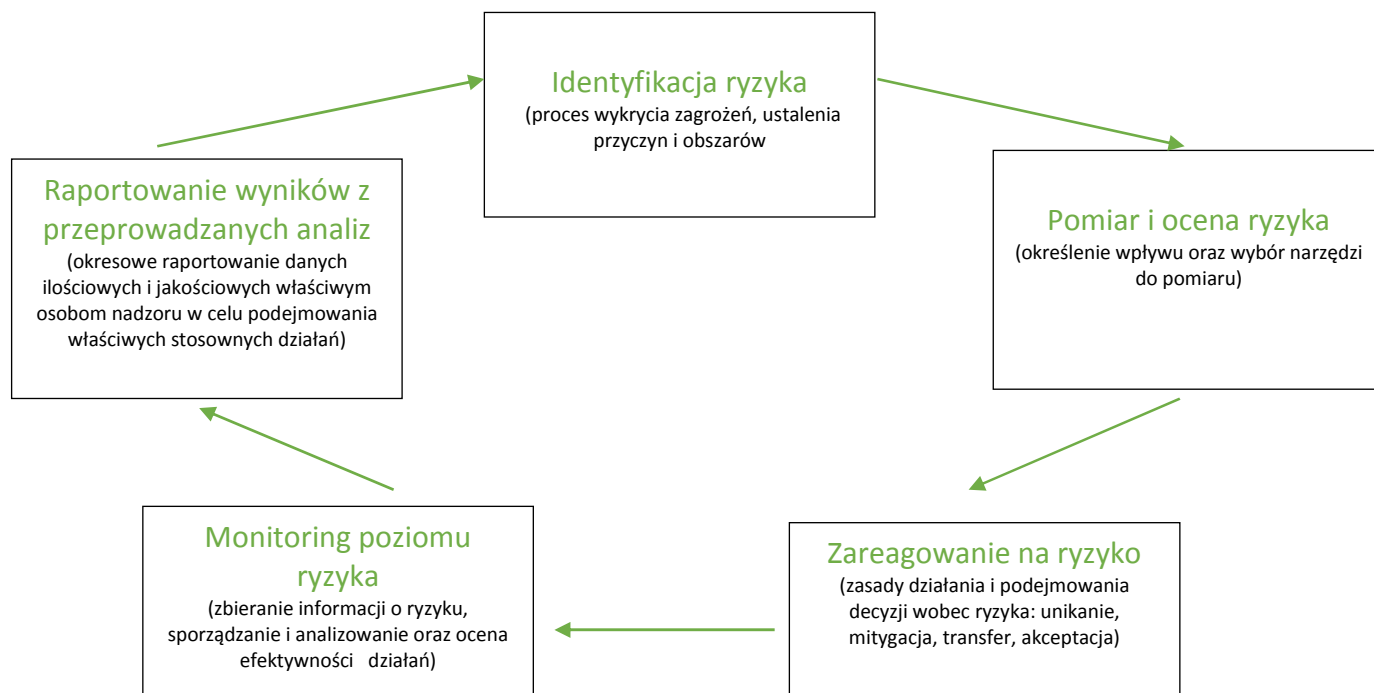 Identyfikacja ryzyka
(proces wykrycia zagrożeń, ustalenia
przyczyn i obszarów
Pomiar i ocena ryzyka
(określenie wpływu oraz wybór narzędzi
do pomiaru)
Zareagowanie na ryzyko
(zasady działania i podejmowania
decyzji wobec ryzyka: unikanie,
mitygacja, transfer, akceptacja)
Monitoring poziomu
ryzyka
(zbieranie informacji o ryzyku,
sporządzanie i analizowanie oraz ocena
efektywności   działań)
Raportowanie wyników z
przeprowadzanych analiz
(okresowe raportowanie danych
ilościowych i jakościowych właściwym
osobom nadzoru w celu podejmowania
właściwych stosownych działań)